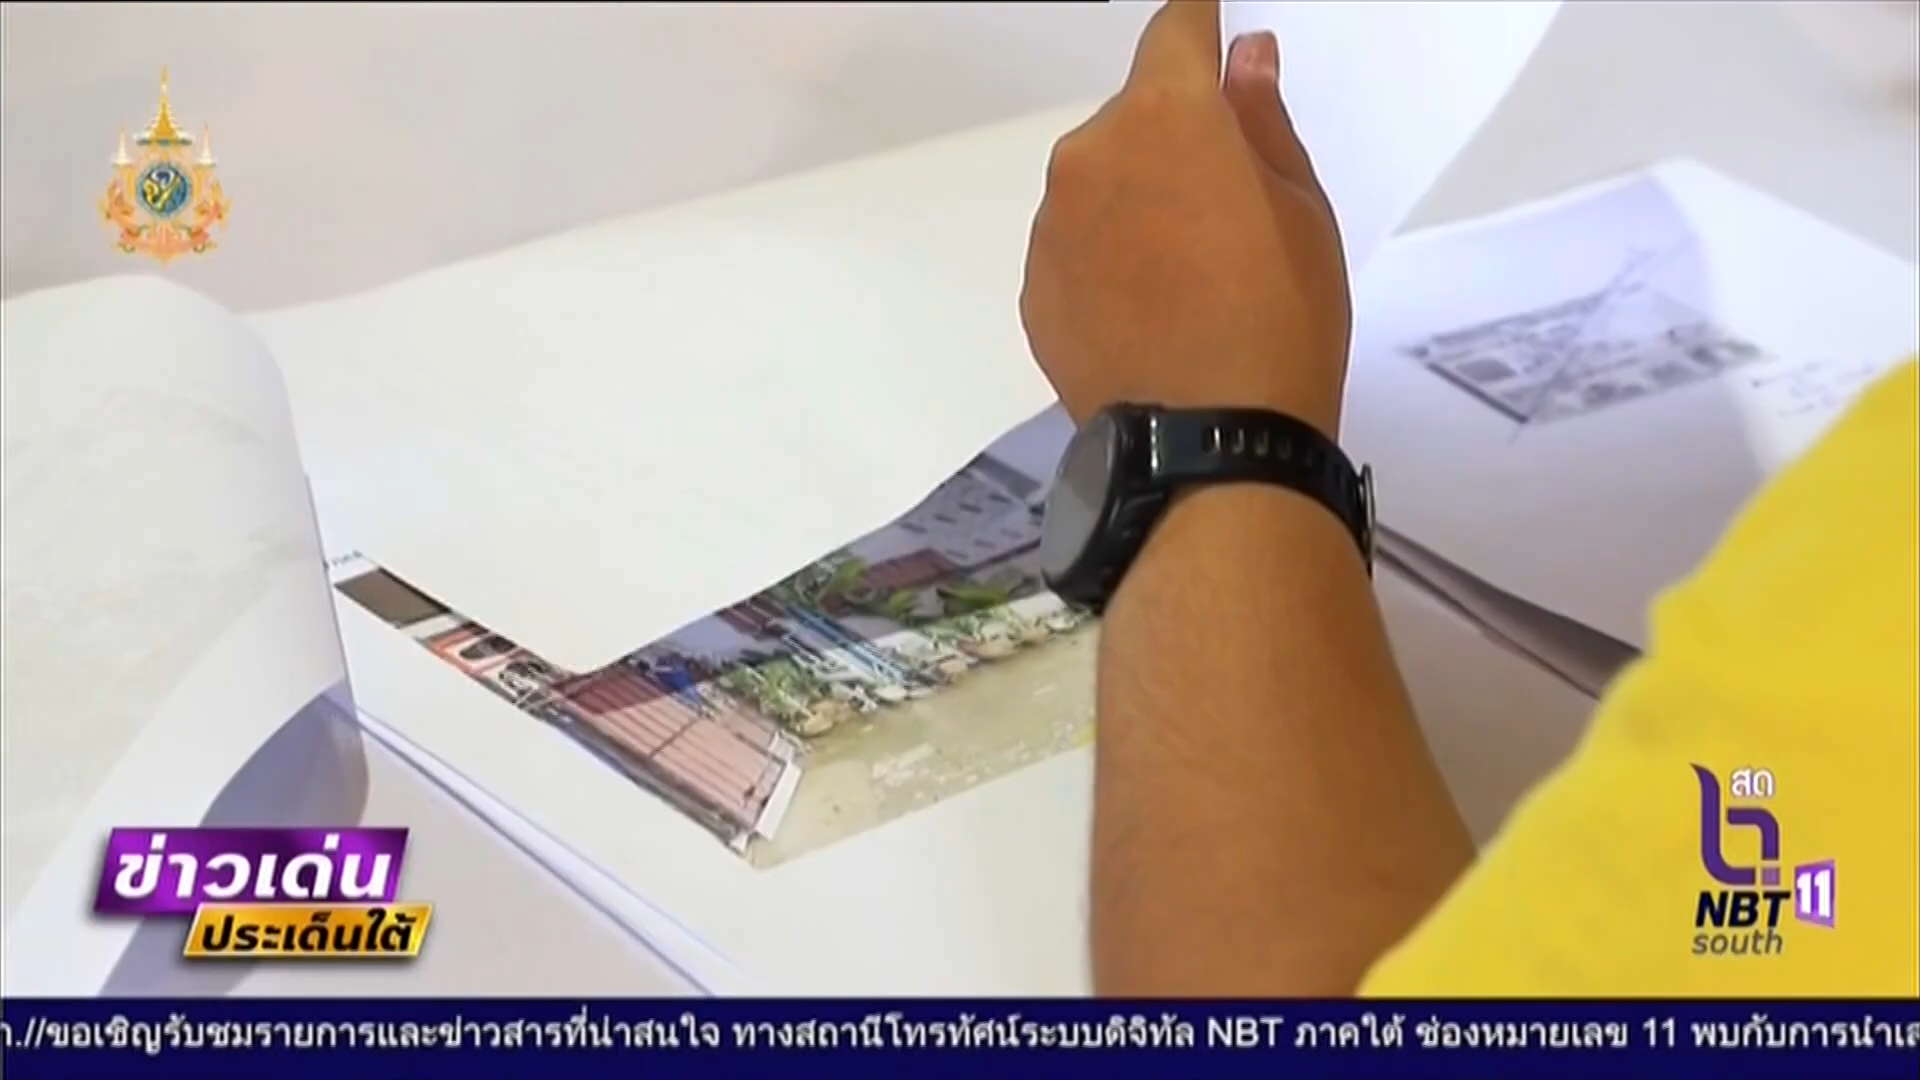 ข่าวเด่น
ประเด็นใต้
สด
NBT 11
south
//ขอเชิญรับชมรายการและข่าวสารที่น่าสนใจ ทางสถานีโทรทัศน์ระบบดิจิทัล NBT ภาคใต้ ช่องหมายเลข 11 พบกับการนำเส